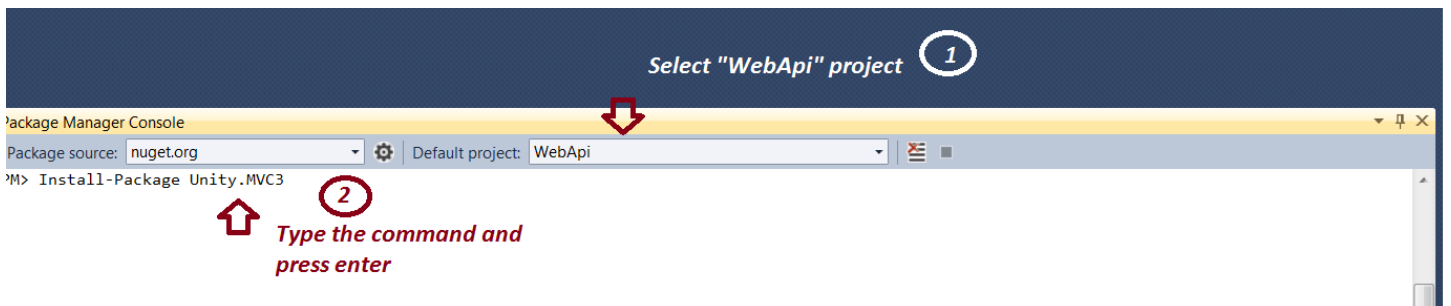 Select "WebApi" project 1
Package Manager Console
Package source: nuget.org Default project: WebApi
PM> Install-Package Unity.MVC3
2
Type the command and
press enter